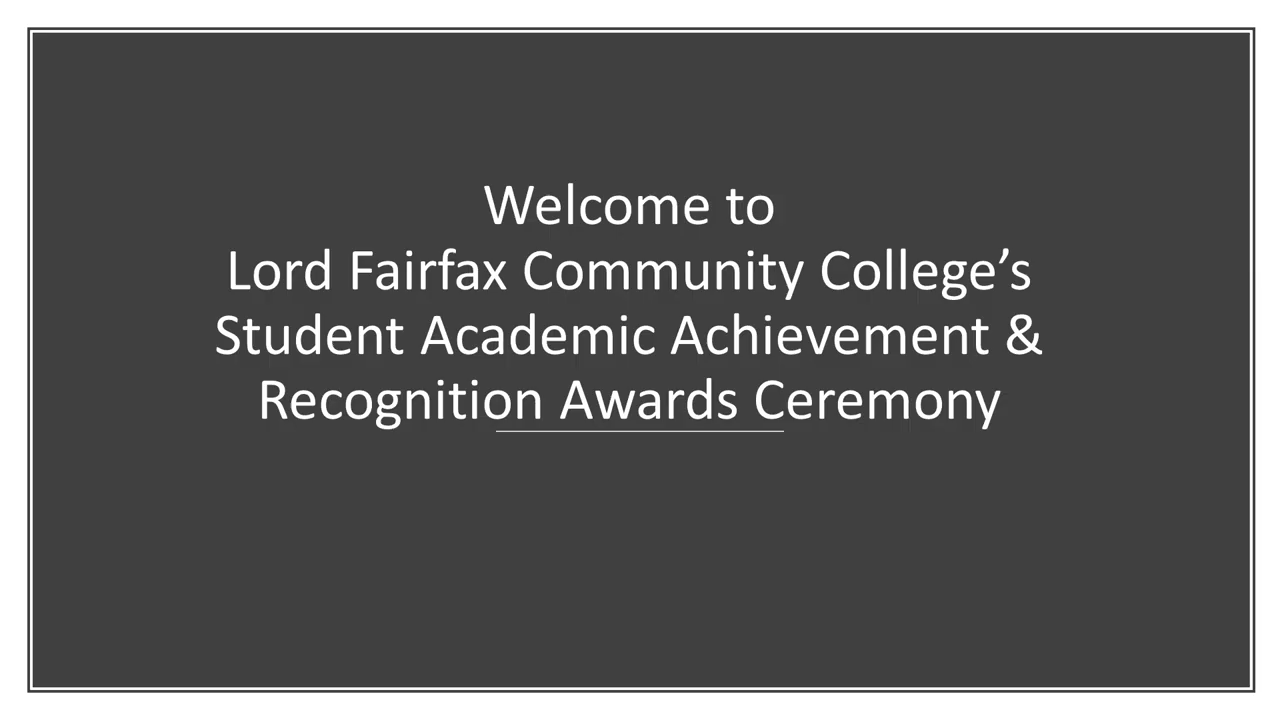 Welcome to
Lord Fairfax Community College’s
Student Academic Achievement &
Recognition Awards Ceremony